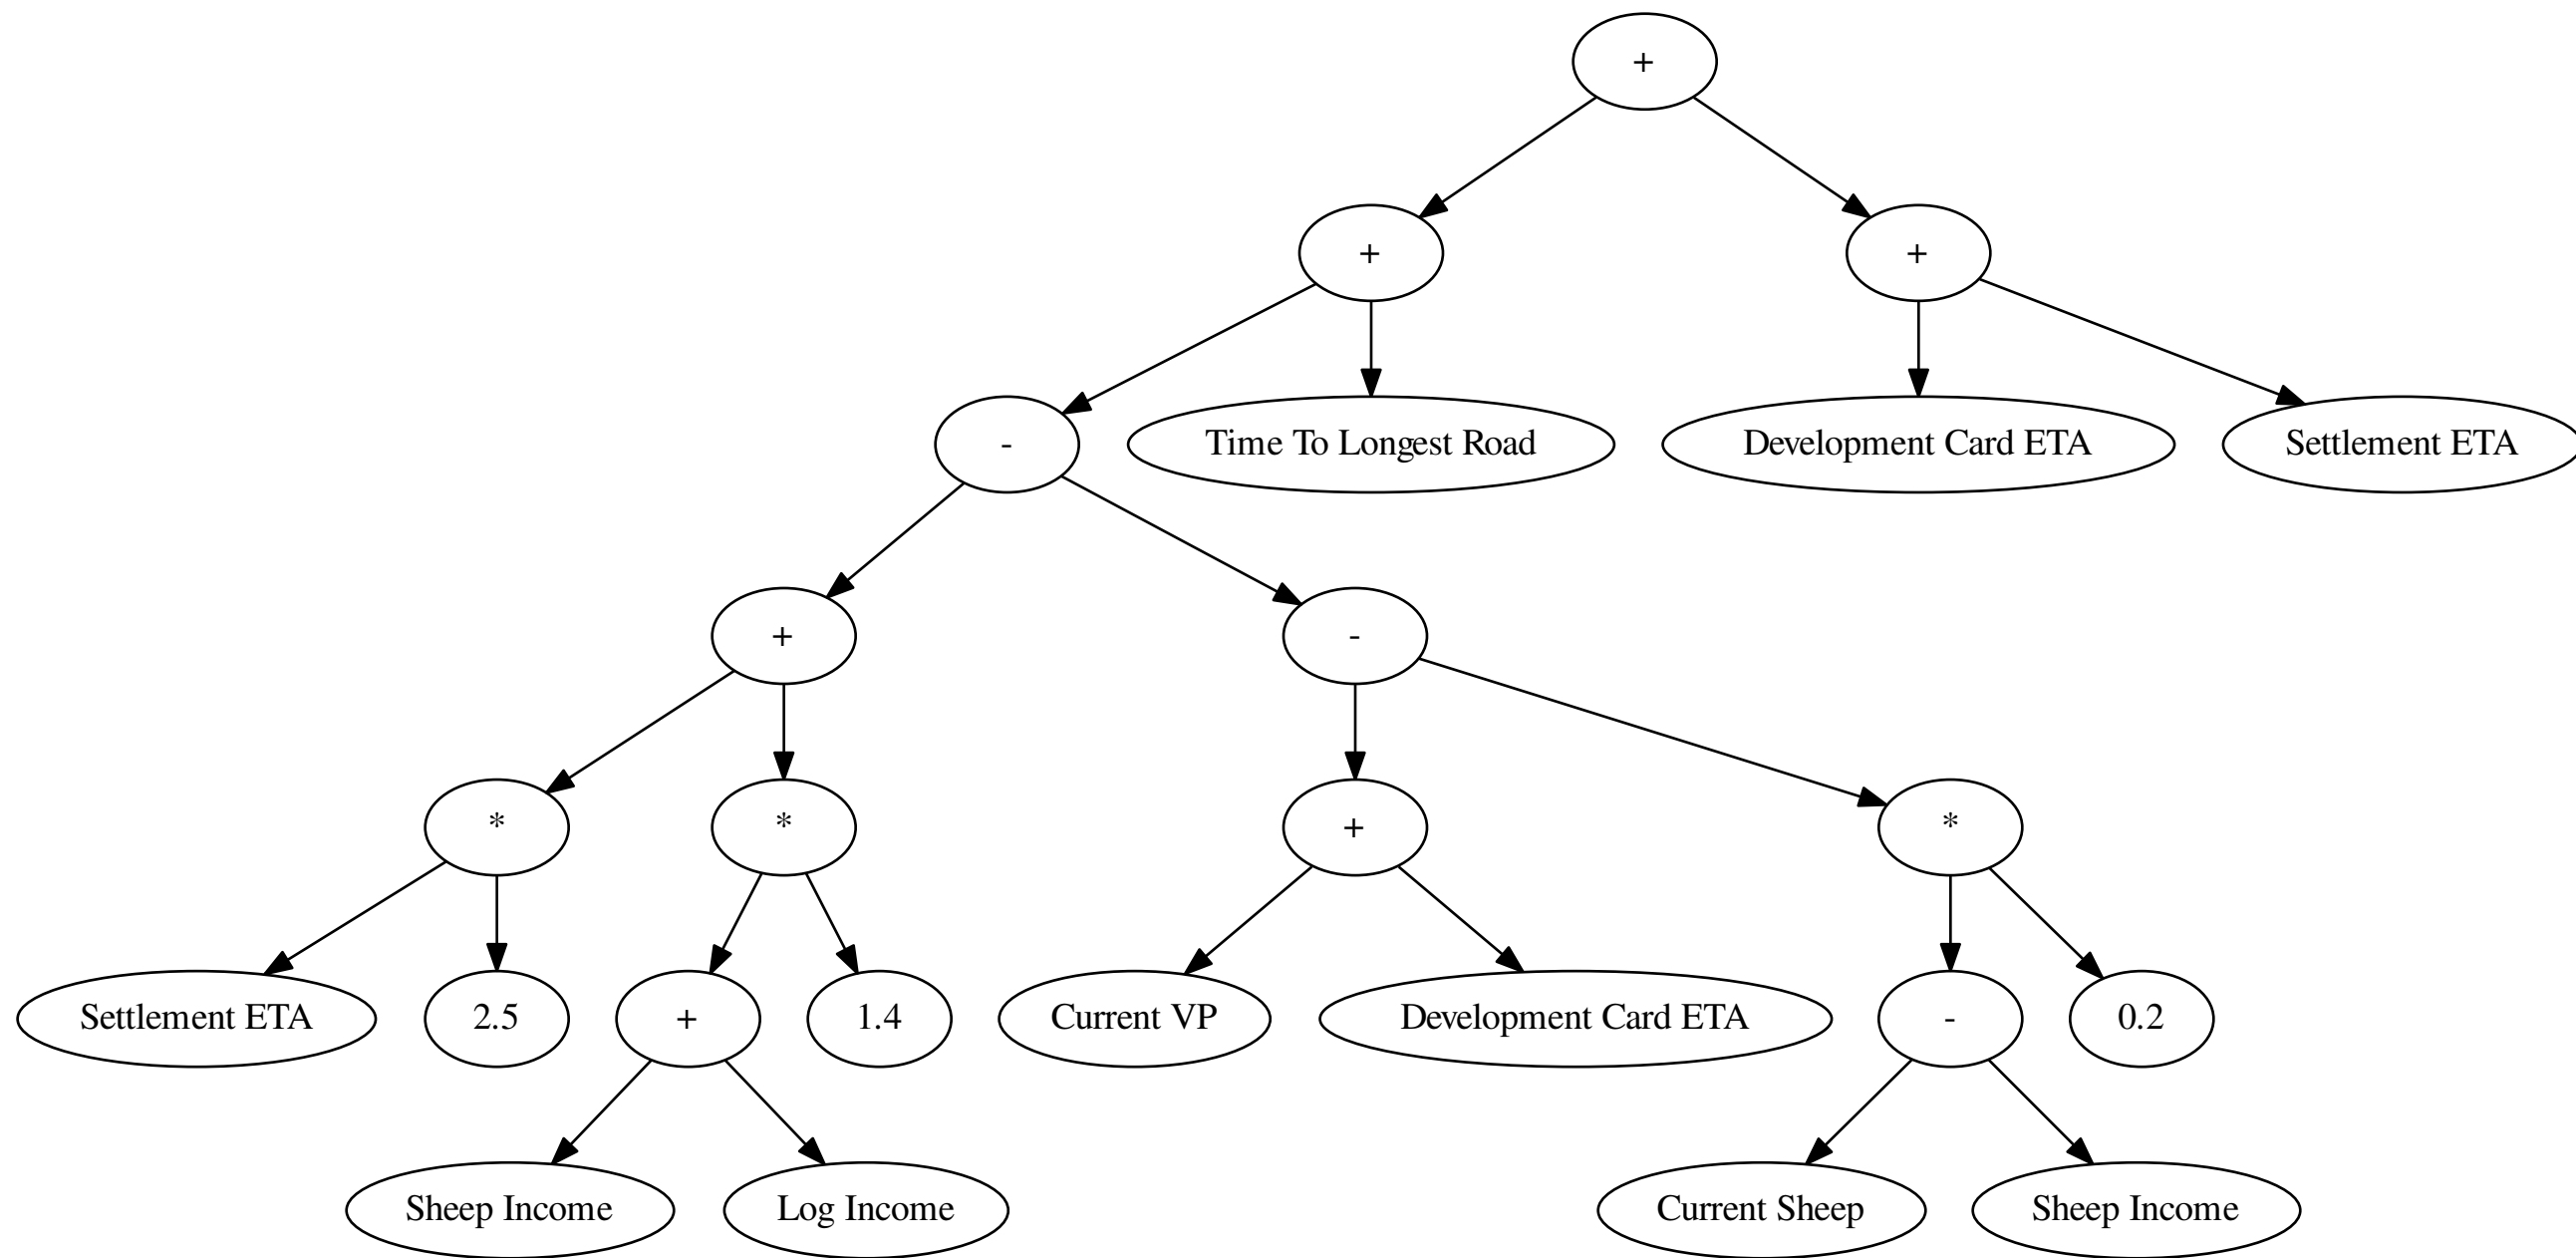 +
+
+
-
Time To Longest Road
Development Card ETA
Settlement ETA
+
-
*
*
+
*
Settlement ETA
2.5
+
1.4
Current VP
Development Card ETA
-
0.2
Sheep Income
Log Income
Current Sheep
Sheep Income